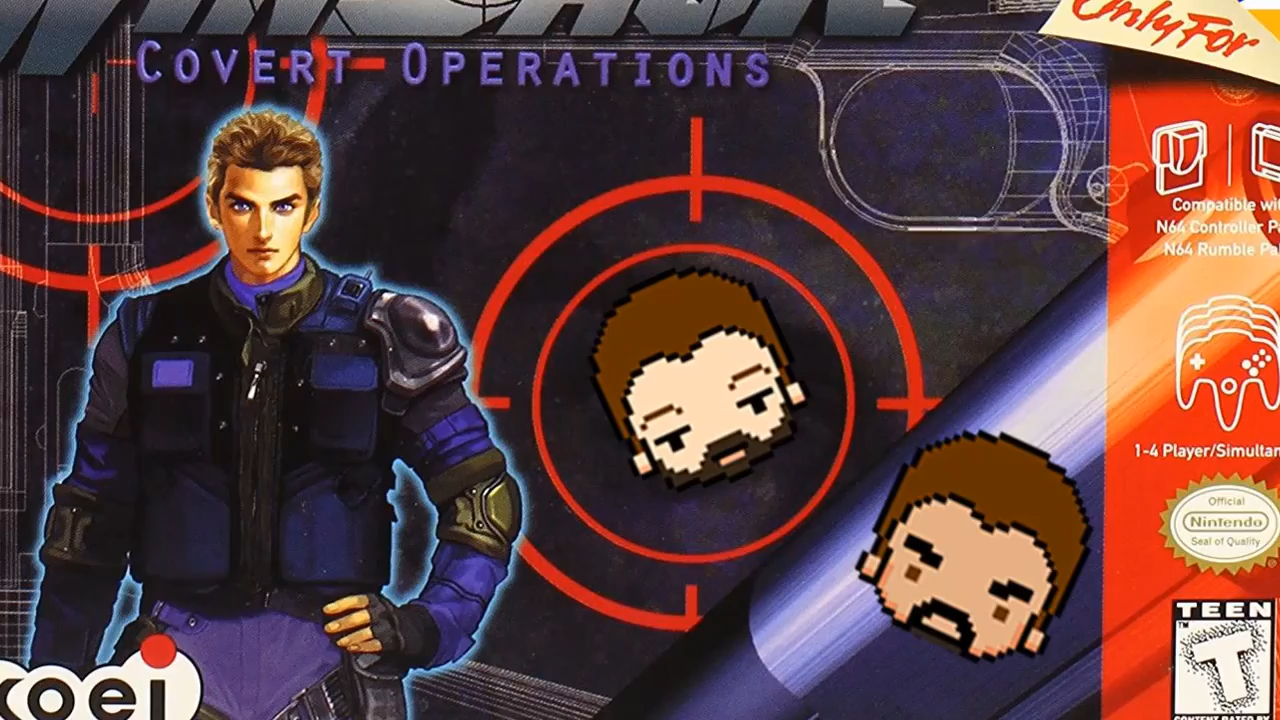 COVERT OPERATIONS
Only For
Compatible wi
N64 Controller Pa
N64 Rumble Pa
1-4 Player/Simultan
Official
Nintendo
Seal of Quality
TEEN
T
KOEI